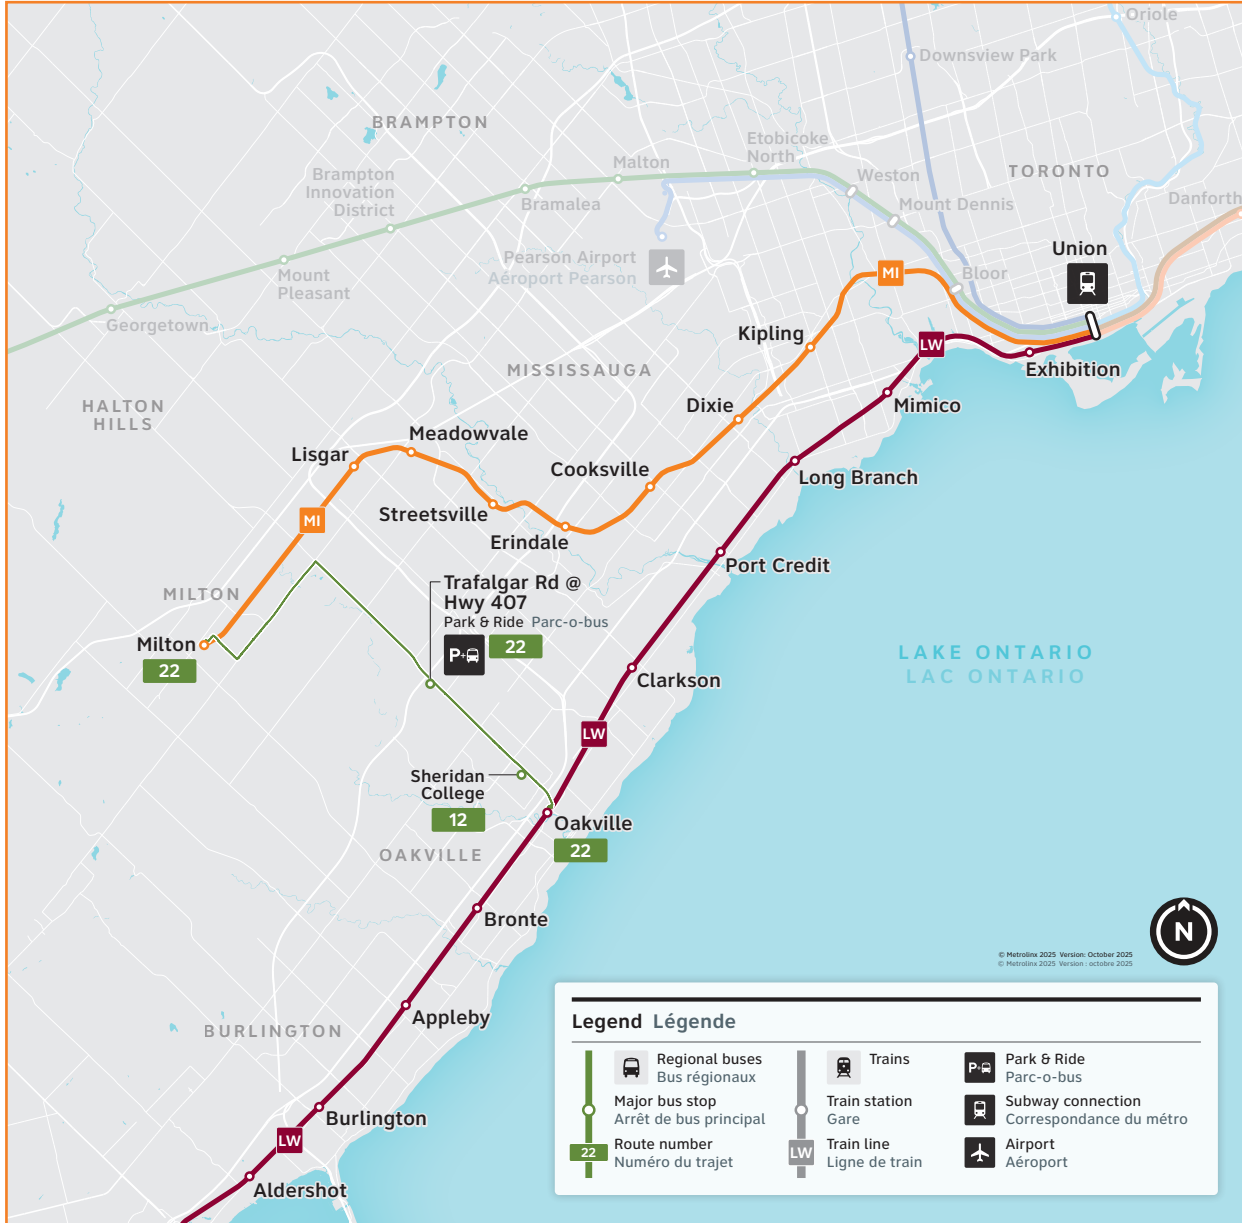 Oriole
Downsview Park
BRAMPTON
Etobicoke
North
Malton
Weston
TORONTO
Brampton
Innovation
District
Bramalea
Mount Dennis
Danforth
Union
Pearson Airport
Aéroport Pearson
Bloor
MI
Mount
Pleasant
Georgetown
Kipling
LW
Exhibition
MISSISSAUGA
HALTON
HILLS
Dixie
Mimico
Meadowvale
Lisgar
Cooksville
Long Branch
MI
Streetsville
Erindale
Port Credit
Trafalgar Rd @
Hwy 407
Park & Ride Parc-o-bus
P+
22
MILTON
Milton
22
LAKE ONTARIO
LAC ONTARIO
Clarkson
LW
Sheridan
College
12
Oakville
22
OAKVILLE
Bronte
N
© Metrolinx 2025 Version: October 2025
© Metrolinx 2025 Version : octobre 2025
Appleby
BURLINGTON
Burlington
LW
Aldershot
Legend Légende
Regional buses
Bus régionaux
Major bus stop
Arrêt de bus principal
22
Route number
Numéro du trajet
Trains
Train station
Gare
LW
Train line
Ligne de train
P+
Park & Ride
Parc-o-bus
Subway connection
Correspondance du métro
Airport
Aéroport